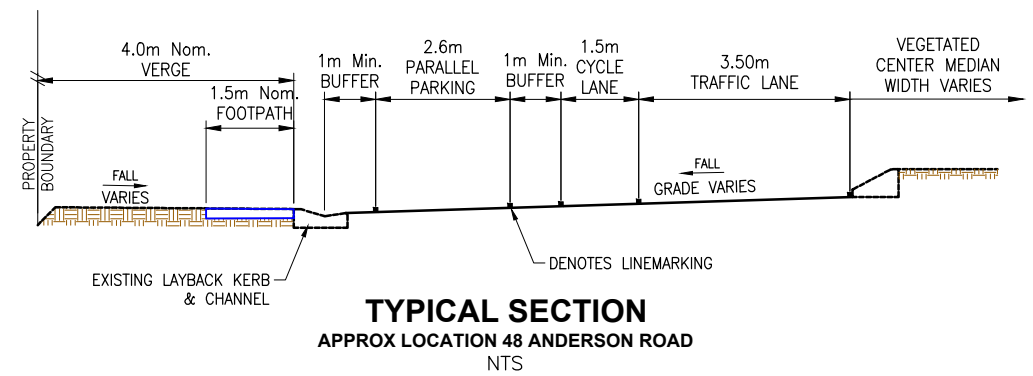 4.0m Nom.
VERGE
1.5m Nom.
FOOTPATH
1m Min.
BUFFER
2.6m
PARALLEL
PARKING
1m Min.
BUFFER
1.5m
CYCLE
LANE
3.50m
TRAFFIC LANE
VEGETATED
CENTER MEDIAN
WIDTH VARIES
PROPERTY
BOUNDARY
FALL
VARIES
FALL
GRADE VARIES
EXISTING LAYBACK KERB
& CHANNEL
DENOTES LINEMARKING
TYPICAL SECTION
APPROX LOCATION 48 ANDERSON ROAD
NTS